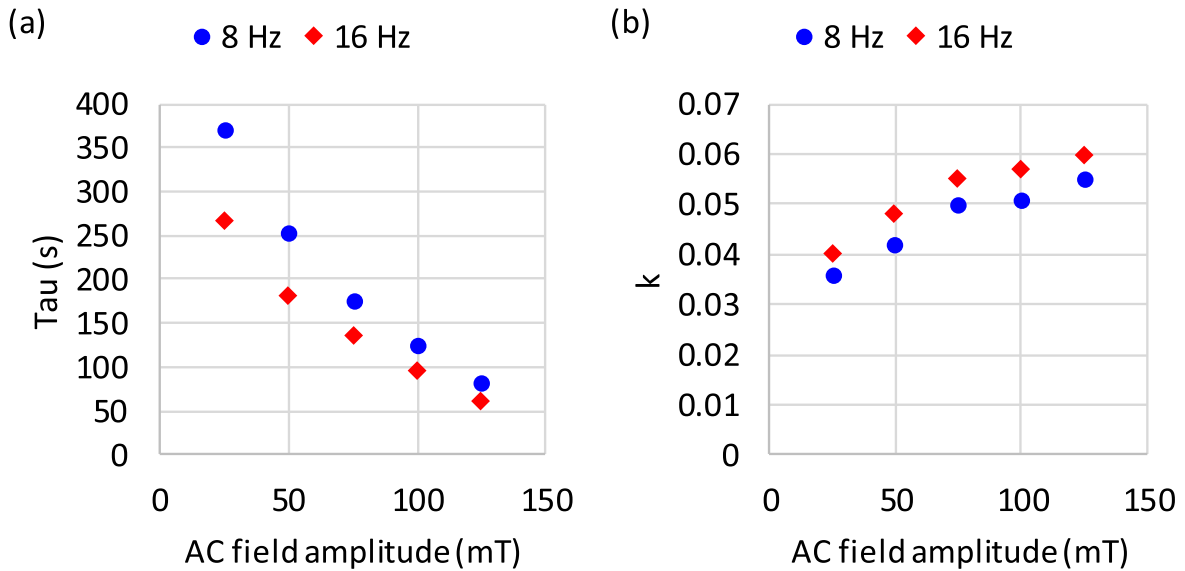 (a)
8 Hz 16 Hz
400
350
300
250
200
150
100
50
0
Tau (s)
0 50 100 150
AC field amplitude (mT)
(b)
8 Hz 16 Hz
0.07
0.06
0.05
0.04
0.03
0.02
0.01
0
k
0 50 100 150
AC field amplitude (mT)